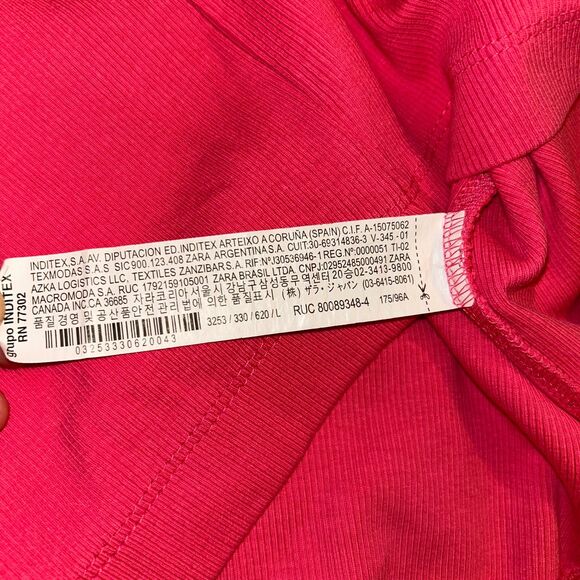 grupo INDITEX
RN 77302
INDITEX.S.A.AV. DIPUTACION ED.INDITEX ARTEIXO A CORUÑA (SPAIN) C.I.F. A-15075062
TEXMODAS S.A.S SIC 900.123.408 ZARA ARGENTINA S.A. CUIT:30-69314836-3 V-345 -01
AZKA LOGISTICS LLC, TEXTILES ZANZIBAR S.A. RIF.NºJ30536946-1 REG.Nº:0000051 TI-02
MACROMODA S.A.S. RUC 1792159105001 ZARA BRASIL LTDA. CNPJ:02952485000491 ZARA
CANADA INC CA 36685 자라코리아 서울시 강남구 삼성동 무역센터 20층 02-3413-9800
품질 경영 및 공산품안전 관리 법에 의한 품질표시 (株) ザラ・ジャパン (03-6415-8061)
3253 / 330 / 620 / L RUC 80089348-4 175/96A
03253330620043